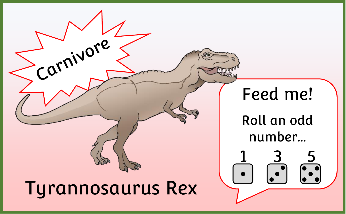 Carnivore
Feed me!
Roll an odd
number...
1 3 5
Tyrannosaurus Rex